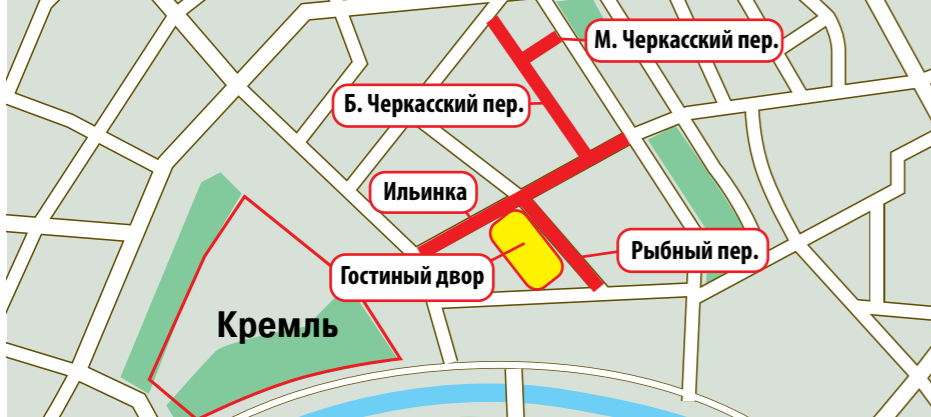 М. Черкасский пер.
Б. Черкасский пер.
Ильинка
Рыбный пер.
Гостиный двор
Кремль